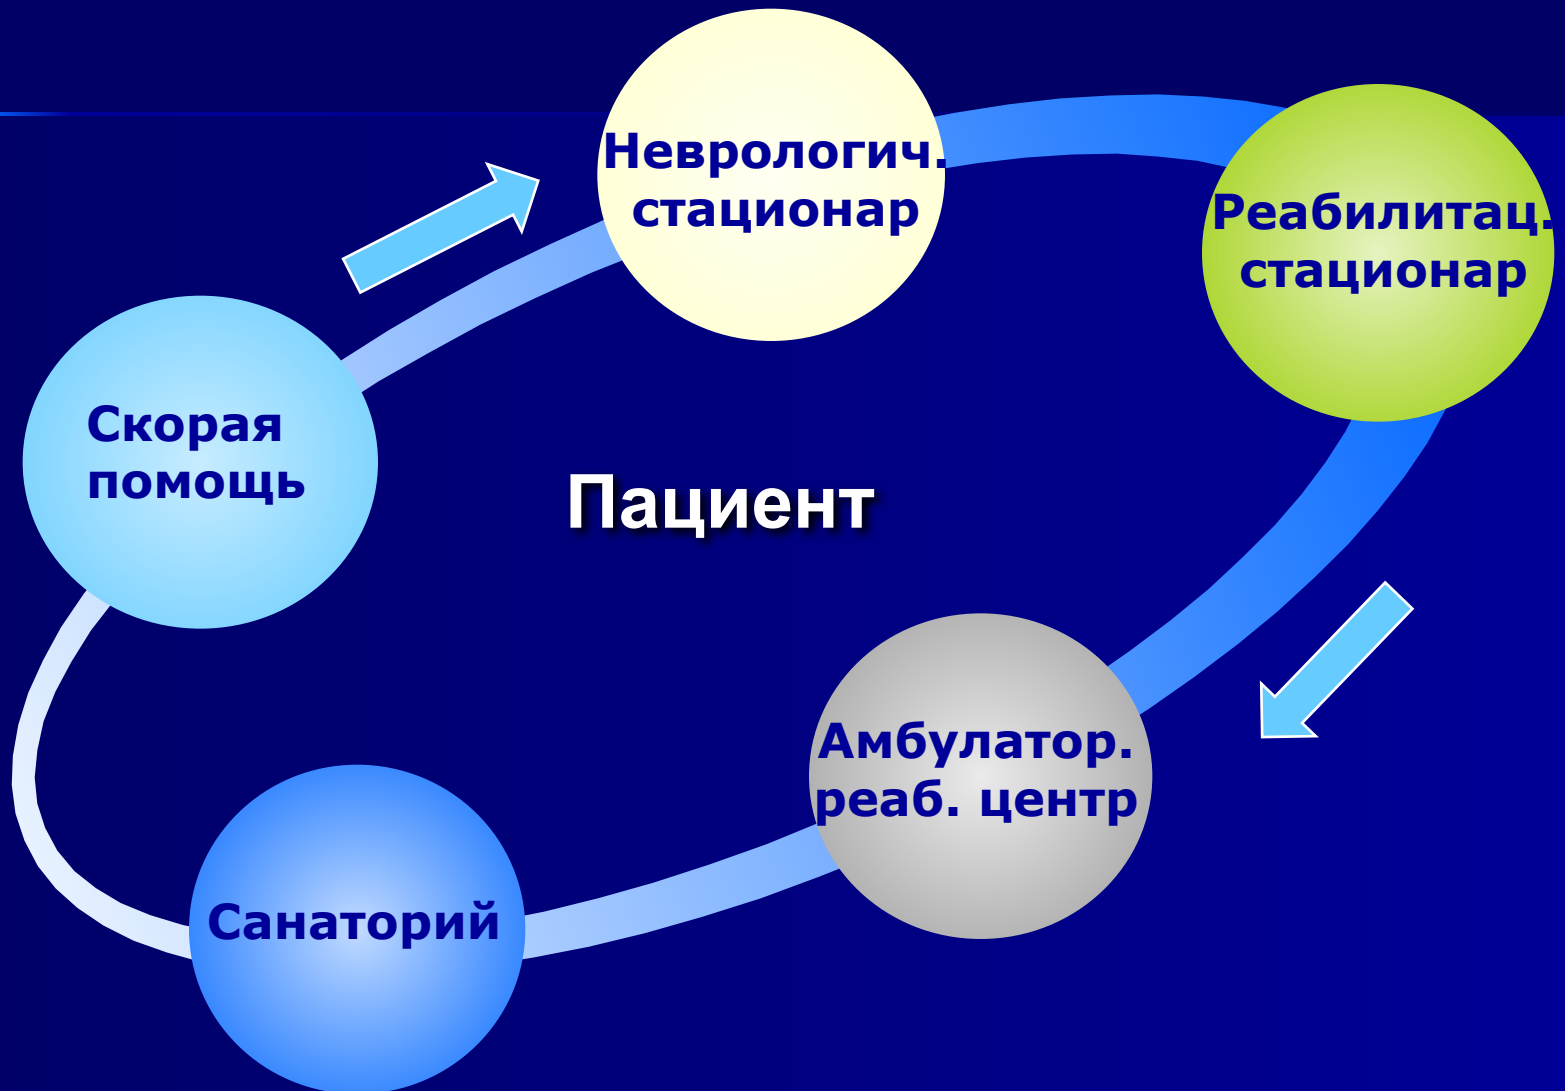 Неврологич.
стационар
Реабилитац.
стационар
Скорая
помощь
Пациент
Амбулатор.
реаб. центр
Санаторий